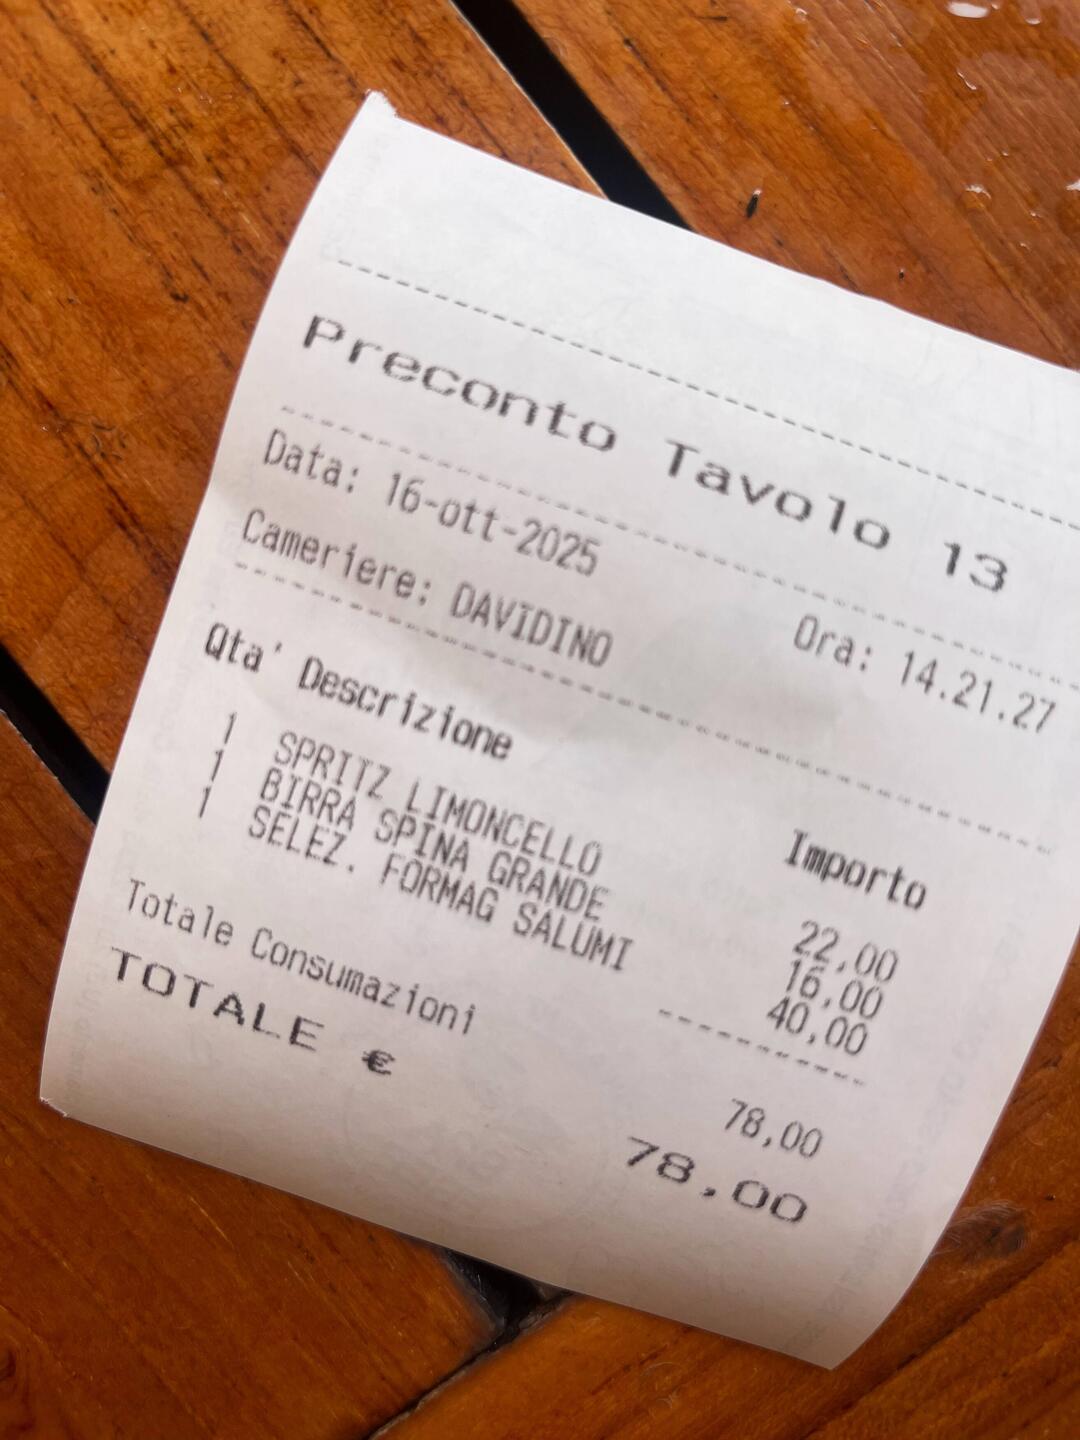 Preconto Tavolo 13
Data: 16-ott-2025 Ora: 14.21.27
Cameriere: DAVIDINO
Qta' Descrizione Importo
1 SPRITZ LIMONCELLO 22,00
1 BIRRA SPINA GRANDE 16,00
1 SELEZ. FORMAG SALUMI 40,00
Totale Consumazioni 78,00
TOTALE € 78,00